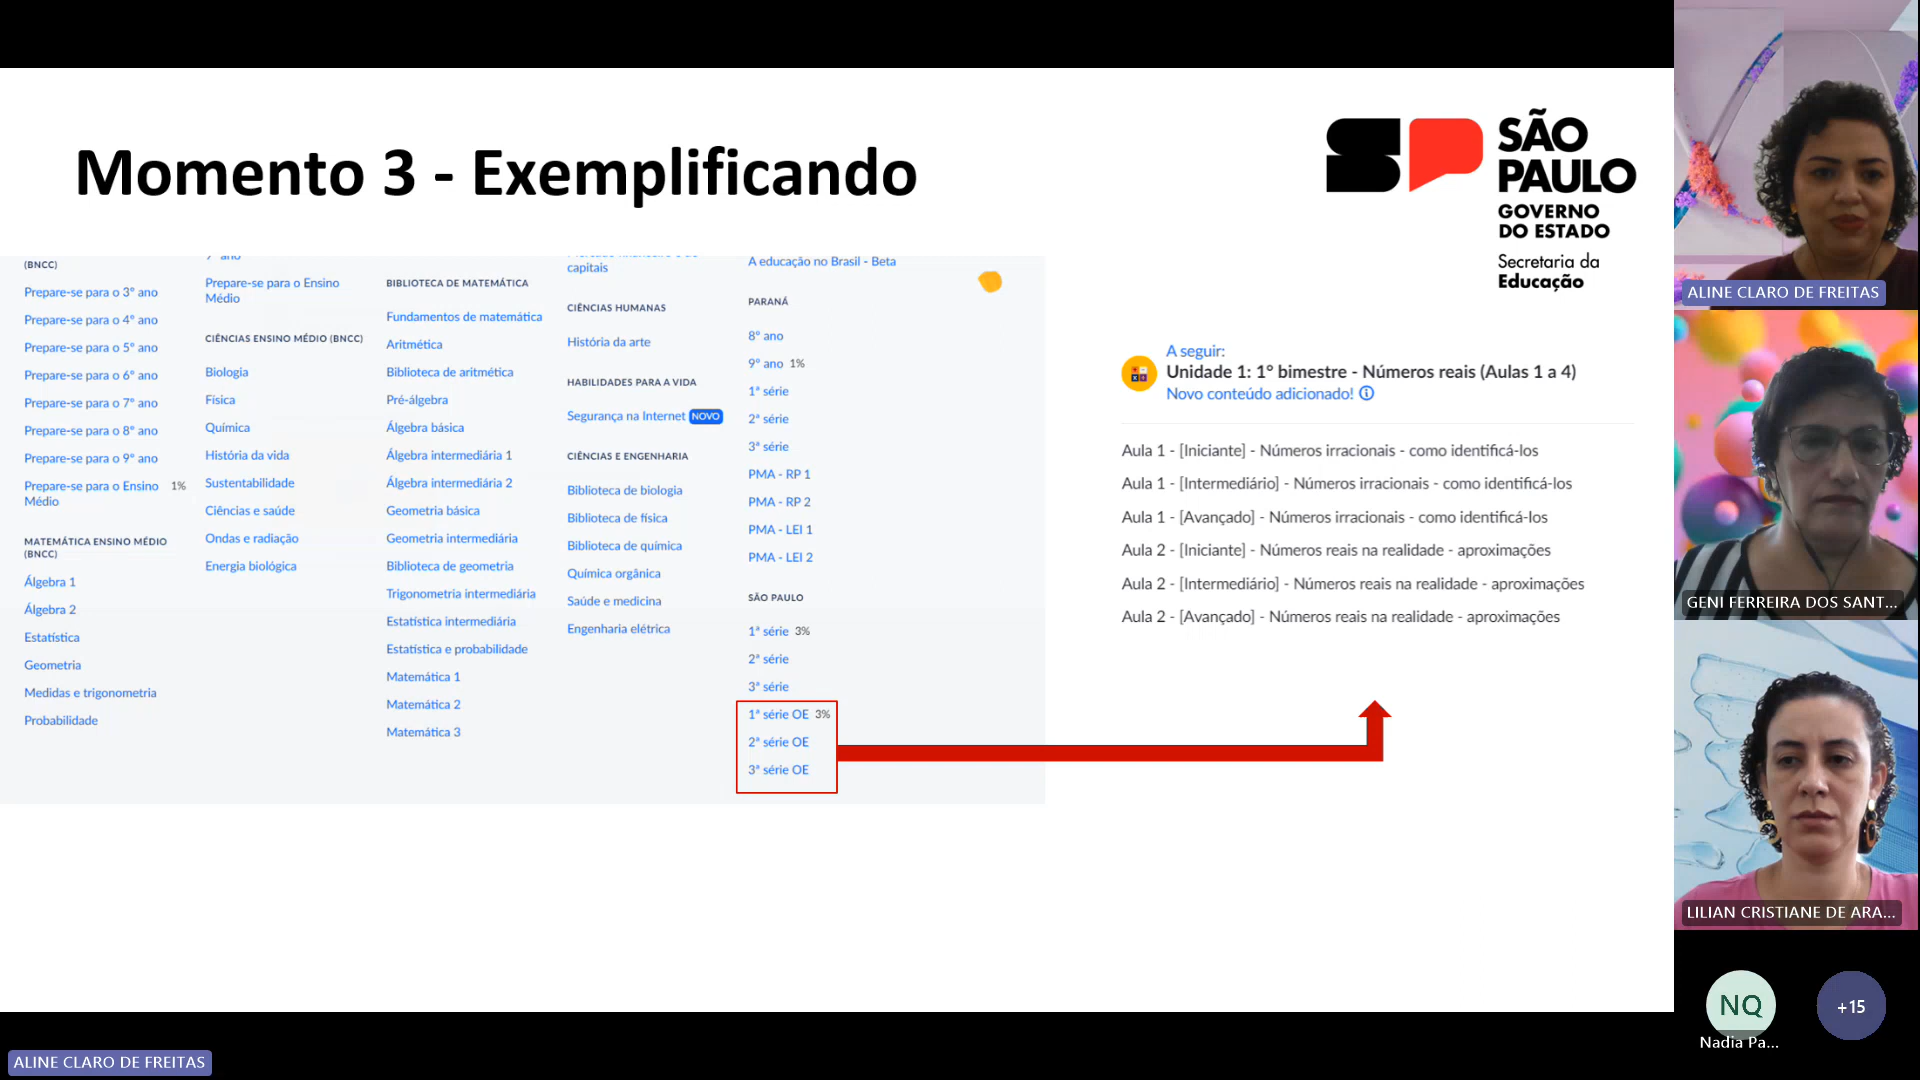 Momento 3 - Exemplificando
SÃO
PAULO
GOVERNO
DO ESTADO
Secretaria da
Educação
(BNCC)
Prepare-se para o 3º ano
Prepare-se para o 4º ano
Prepare-se para o 5º ano
Prepare-se para o 6º ano
Prepare-se para o 7º ano
Prepare-se para o 8º ano
Prepare-se para o 9º ano
Prepare-se para o Ensino 1%
Médio
MATEMÁTICA ENSINO MÉDIO
(BNCC)
Álgebra 1
Álgebra 2
Estatística
Geometria
Medidas e trigonometria
Probabilidade
Prepare-se para o Ensino
Médio
CIÊNCIAS ENSINO MÉDIO (BNCC)
Biologia
Física
Química
História da vida
Sustentabilidade
Ciências e saúde
Ondas e radiação
Energia biológica
BIBLIOTECA DE MATEMÁTICA
Fundamentos de matemática
Aritmética
Biblioteca de aritmética
Pré-álgebra
Álgebra básica
Álgebra intermediária 1
Álgebra intermediária 2
Geometria básica
Geometria intermediária
Biblioteca de geometria
Trigonometria intermediária
Estatística intermediária
Estatística e probabilidade
Matemática 1
Matemática 2
Matemática 3
capitais
CIÊNCIAS HUMANAS
História da arte
HABILIDADES PARA A VIDA
Segurança na Internet NOVO
CIÊNCIAS E ENGENHARIA
Biblioteca de biologia
Biblioteca de física
Biblioteca de química
Química orgânica
Saúde e medicina
Engenharia elétrica
A educação no Brasil - Beta
PARANÁ
8º ano
9º ano 1%
1ª série
2ª série
3ª série
PMA - RP 1
PMA - RP 2
PMA - LEI 1
PMA - LEI 2
SÃO PAULO
1ª série 3%
2ª série
3ª série
1ª série OE 3%
2ª série OE
3ª série OE
A seguir:
Unidade 1: 1° bimestre - Números reais (Aulas 1 a 4)
Novo conteúdo adicionado!
Aula 1 - [Iniciante] - Números irracionais - como identificá-los
Aula 1 - [Intermediário] - Números irracionais - como identificá-los
Aula 1 - [Avançado] - Números irracionais - como identificá-los
Aula 2 - [Iniciante] - Números reais na realidade - aproximações
Aula 2 - [Intermediário] - Números reais na realidade - aproximações
Aula 2 - [Avançado] - Números reais na realidade - aproximações
ALINE CLARO DE FREITAS
GENI FERREIRA DOS SANT...
LILIAN CRISTIANE DE ARA...
NQ
+15
Nadia Pa...
ALINE CLARO DE FREITAS